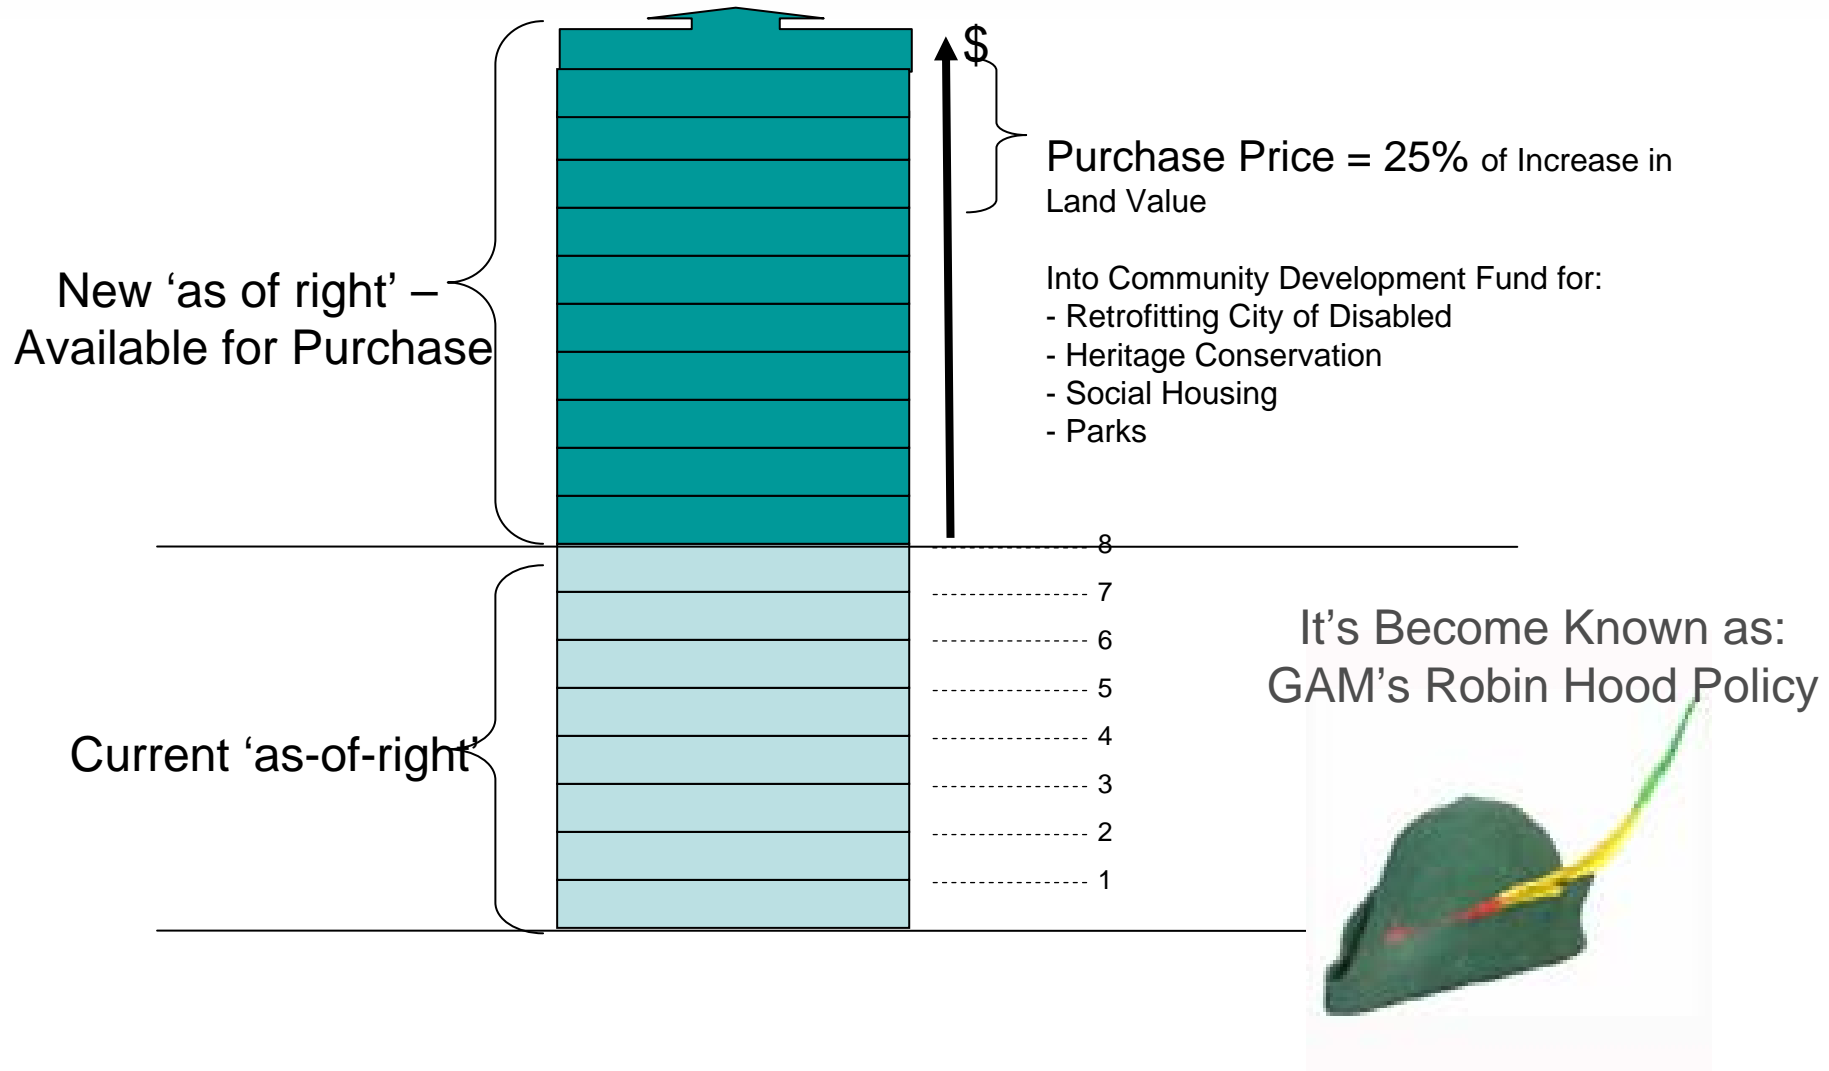 $
Purchase Price = 25% of Increase in
Land Value
Into Community Development Fund for:
- Retrofitting City of Disabled
- Heritage Conservation
- Social Housing
- Parks
New ‘as of right’ –
Available for Purchase
8
7
6
5
4
3
2
1
Current ‘as-of-right’
It’s Become Known as:
GAM’s Robin Hood Policy